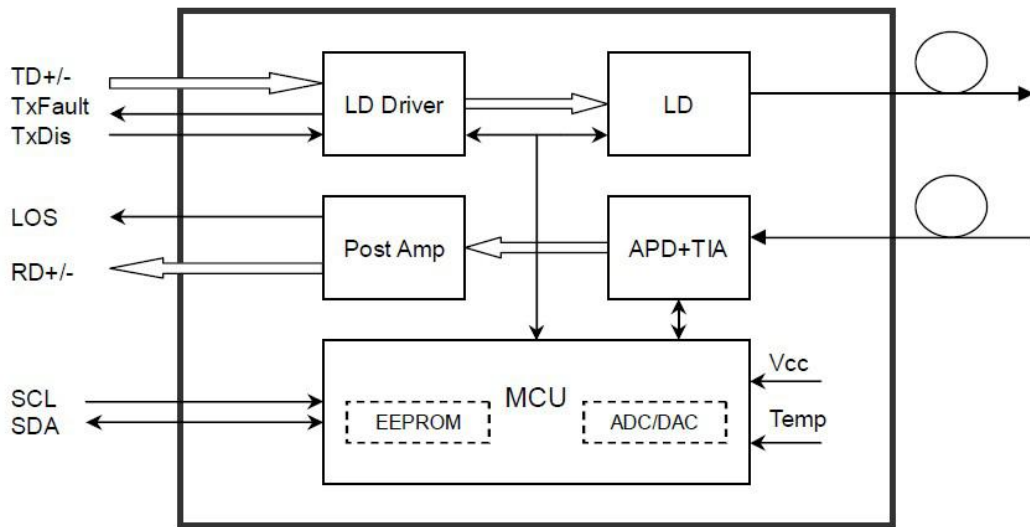 TD+/-
TxFault
TxDis
LD Driver
LD
LOS
RD+/-
Post Amp
APD+TIA
SCL
SDA
MCU
EEPROM
ADC/DAC
Vcc
Temp